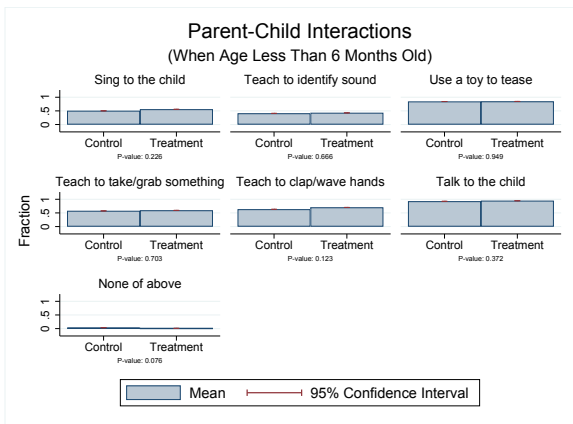 Parent-Child Interactions
(When Age Less Than 6 Months Old)
Sing to the child
Teach to identify sound
Use a toy to tease
0 .5 1
Control Treatment
P-value: 0.226
Control Treatment
P-value: 0.666
Control Treatment
P-value: 0.949
Teach to take/grab something
Teach to clap/wave hands
Talk to the child
0 .5 1
Control Treatment
P-value: 0.703
Control Treatment
P-value: 0.123
Control Treatment
P-value: 0.372
Fraction
None of above
0 .5 1
Control Treatment
P-value: 0.076
Mean
95% Confidence Interval